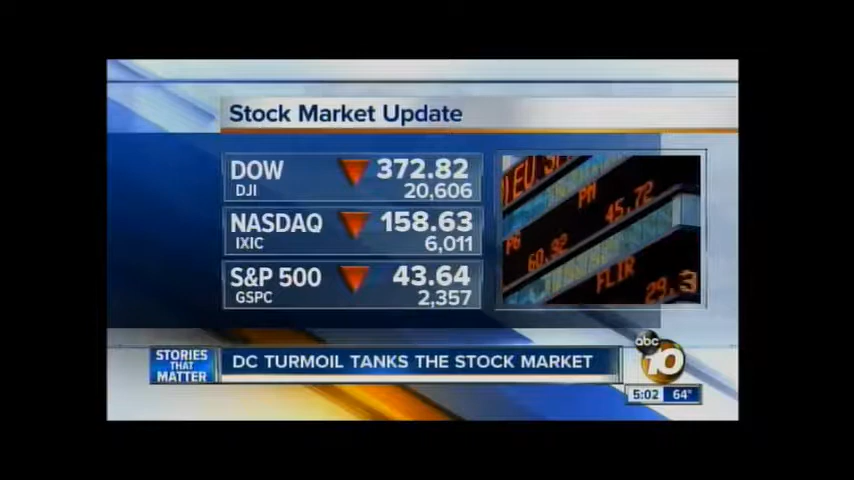 Stock Market Update
DOW 372.82
DJI 20,606
NASDAQ 158.63
IXIC 6,011
S&P 500 43.64
GSPC 2,357
EU
PM
45.72
PG
60.92
FLIR
29.3
STORIES
THAT
MATTER
DC TURMOIL TANKS THE STOCK MARKET
abc
10
5:02 64°